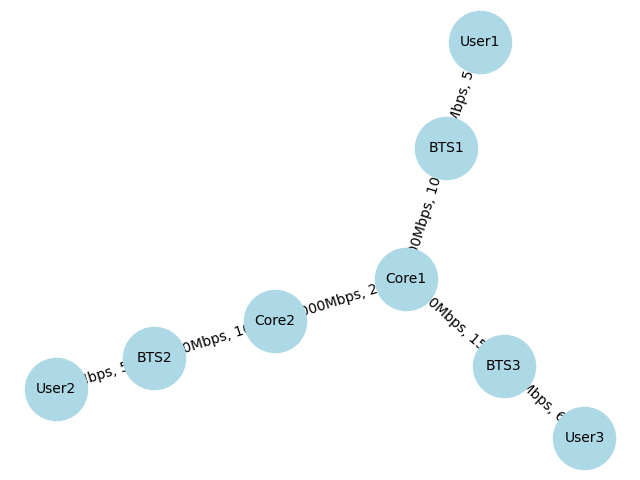 User1
Mbps, 5
BTS1
00Mbps, 10
Core1
000Mbps, 2
Core2
0Mbps, 10
BTS2
Mbps, 5
User2
0Mbps, 15
BTS3
Mbps, 6
User3